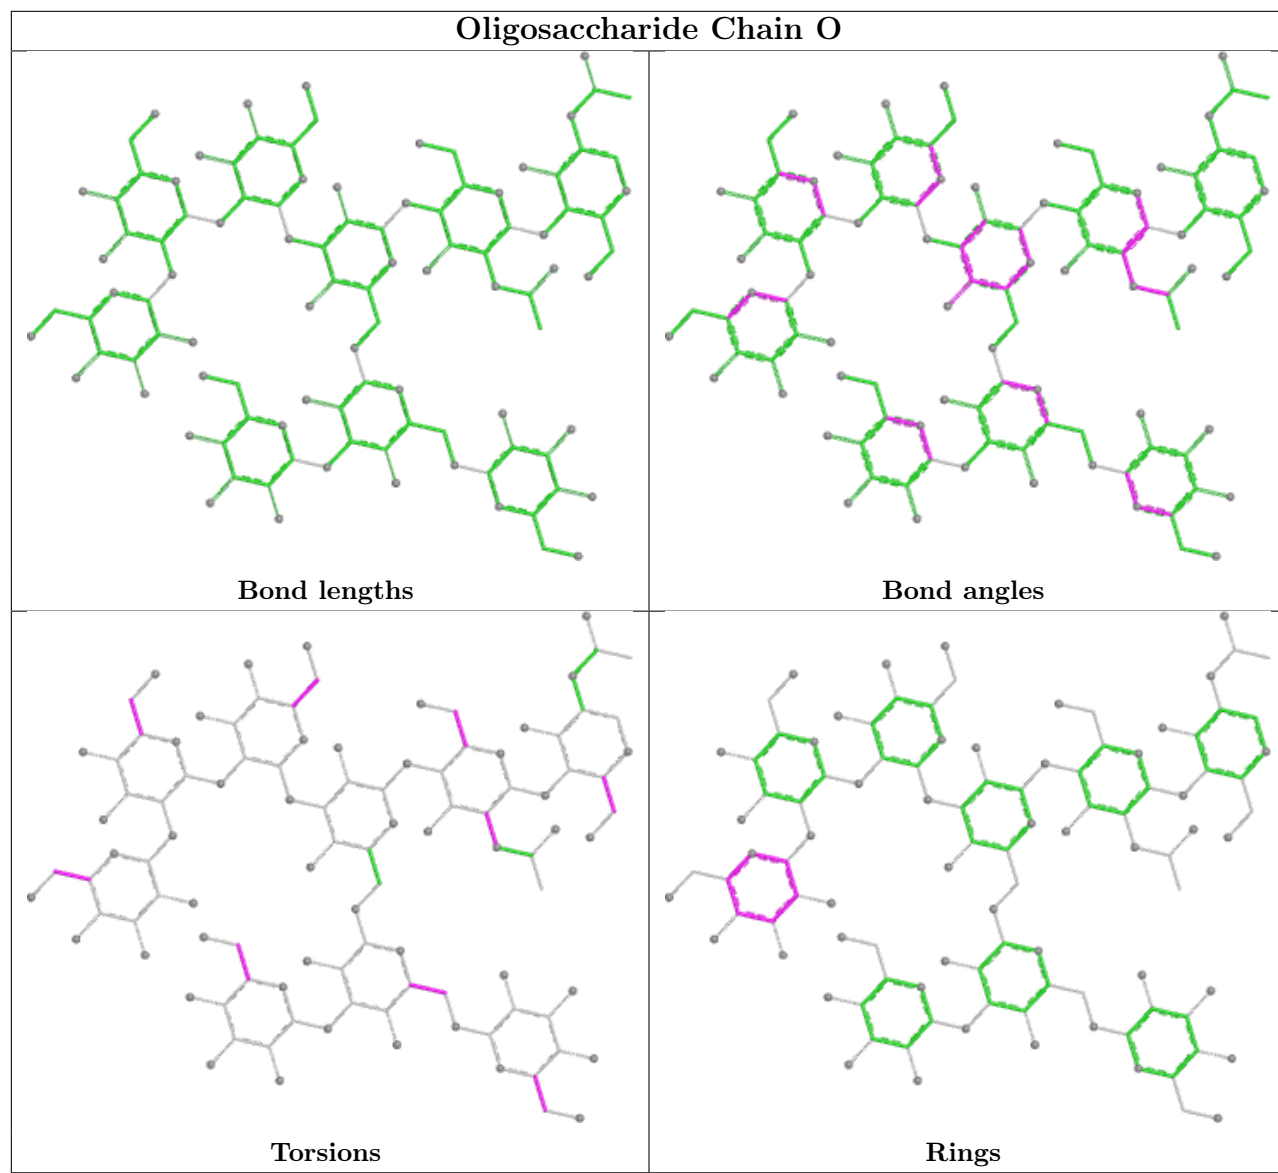 Oligosaccharide Chain O
Bond lengths
Bond angles
Torsions
Rings